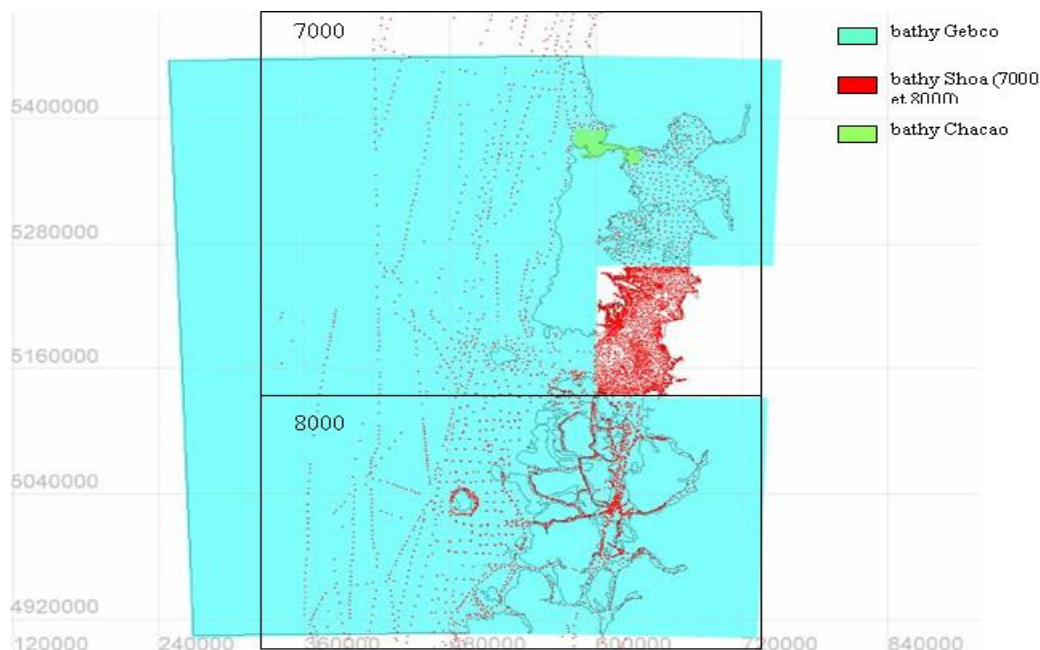 7000
bathy Gebco
bathy Shoa (7000
et 8000)
bathy Chacao
5400000
5280000
5160000
8000
5040000
4920000
120000 240000 360000 480000 600000 720000 840000